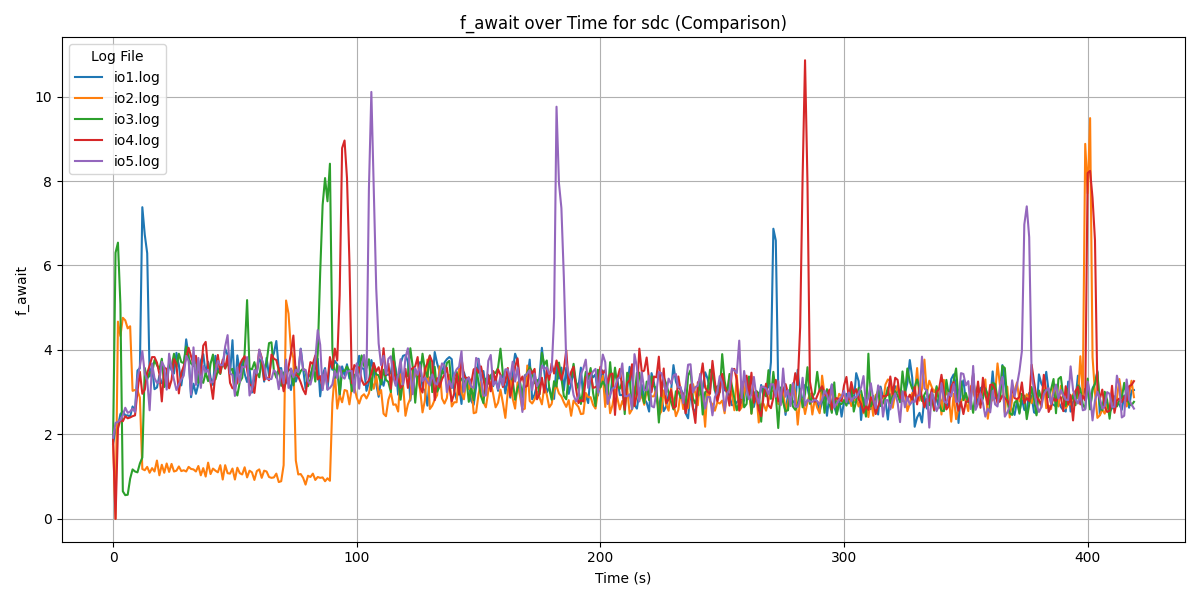 f_await over Time for sdc (Comparison)
Log File
io1.log
io2.log
io3.log
io4.log
io5.log
f_await
10
8
6
4
2
0
0 100 200 300 400
Time (s)